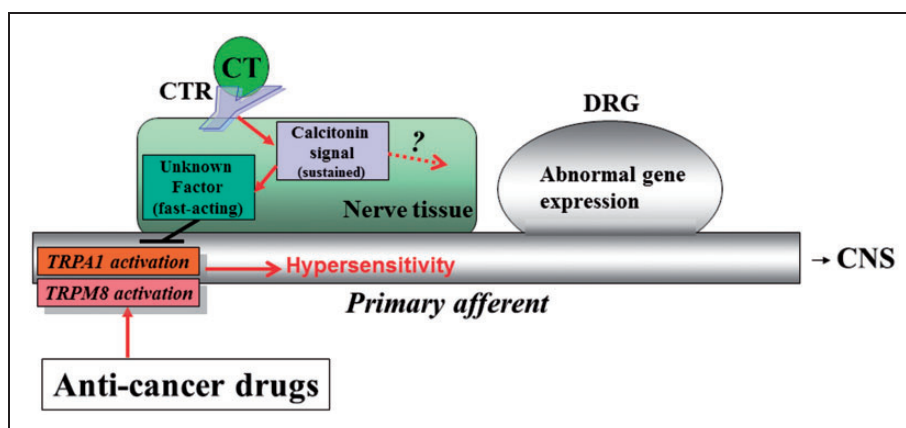 CT
CTR
DRG
Calcitonin
signal
(sustained)
?
Unknown
Factor
(fast-acting)
Nerve tissue
Abnormal gene
expression
TRPA1 activation
Hypersensitivity
CNS
TRPM8 activation
Primary afferent
Anti-cancer drugs